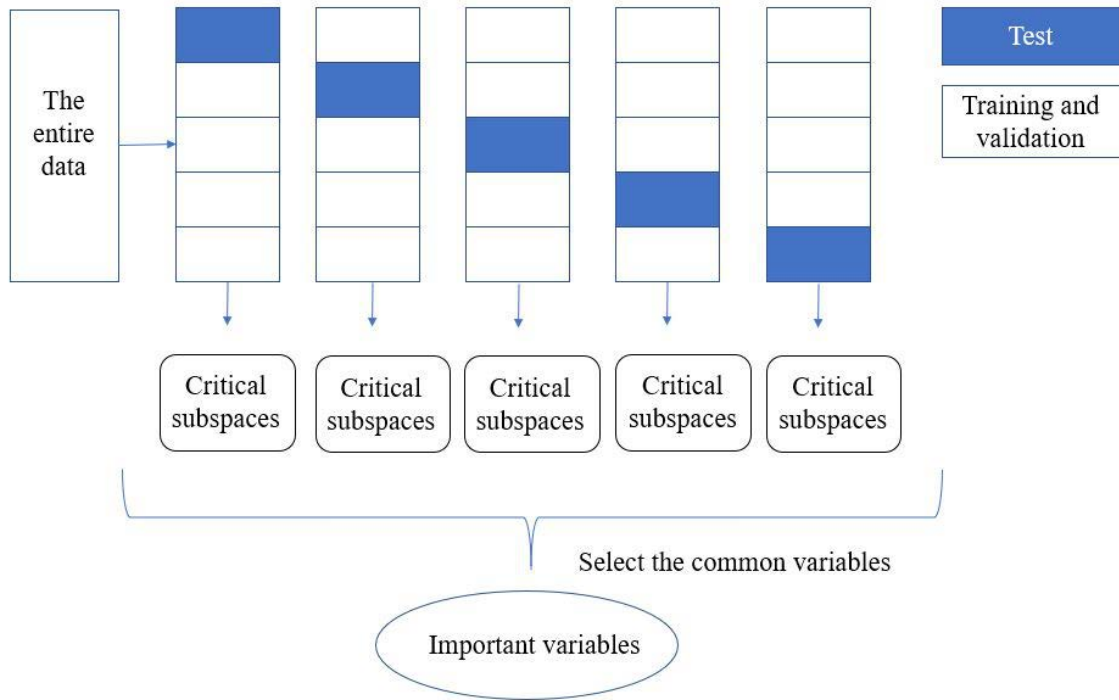 The
entire
data
Test
Training and
validation
Critical
subspaces
Critical
subspaces
Critical
subspaces
Critical
subspaces
Critical
subspaces
Select the common variables
Important variables